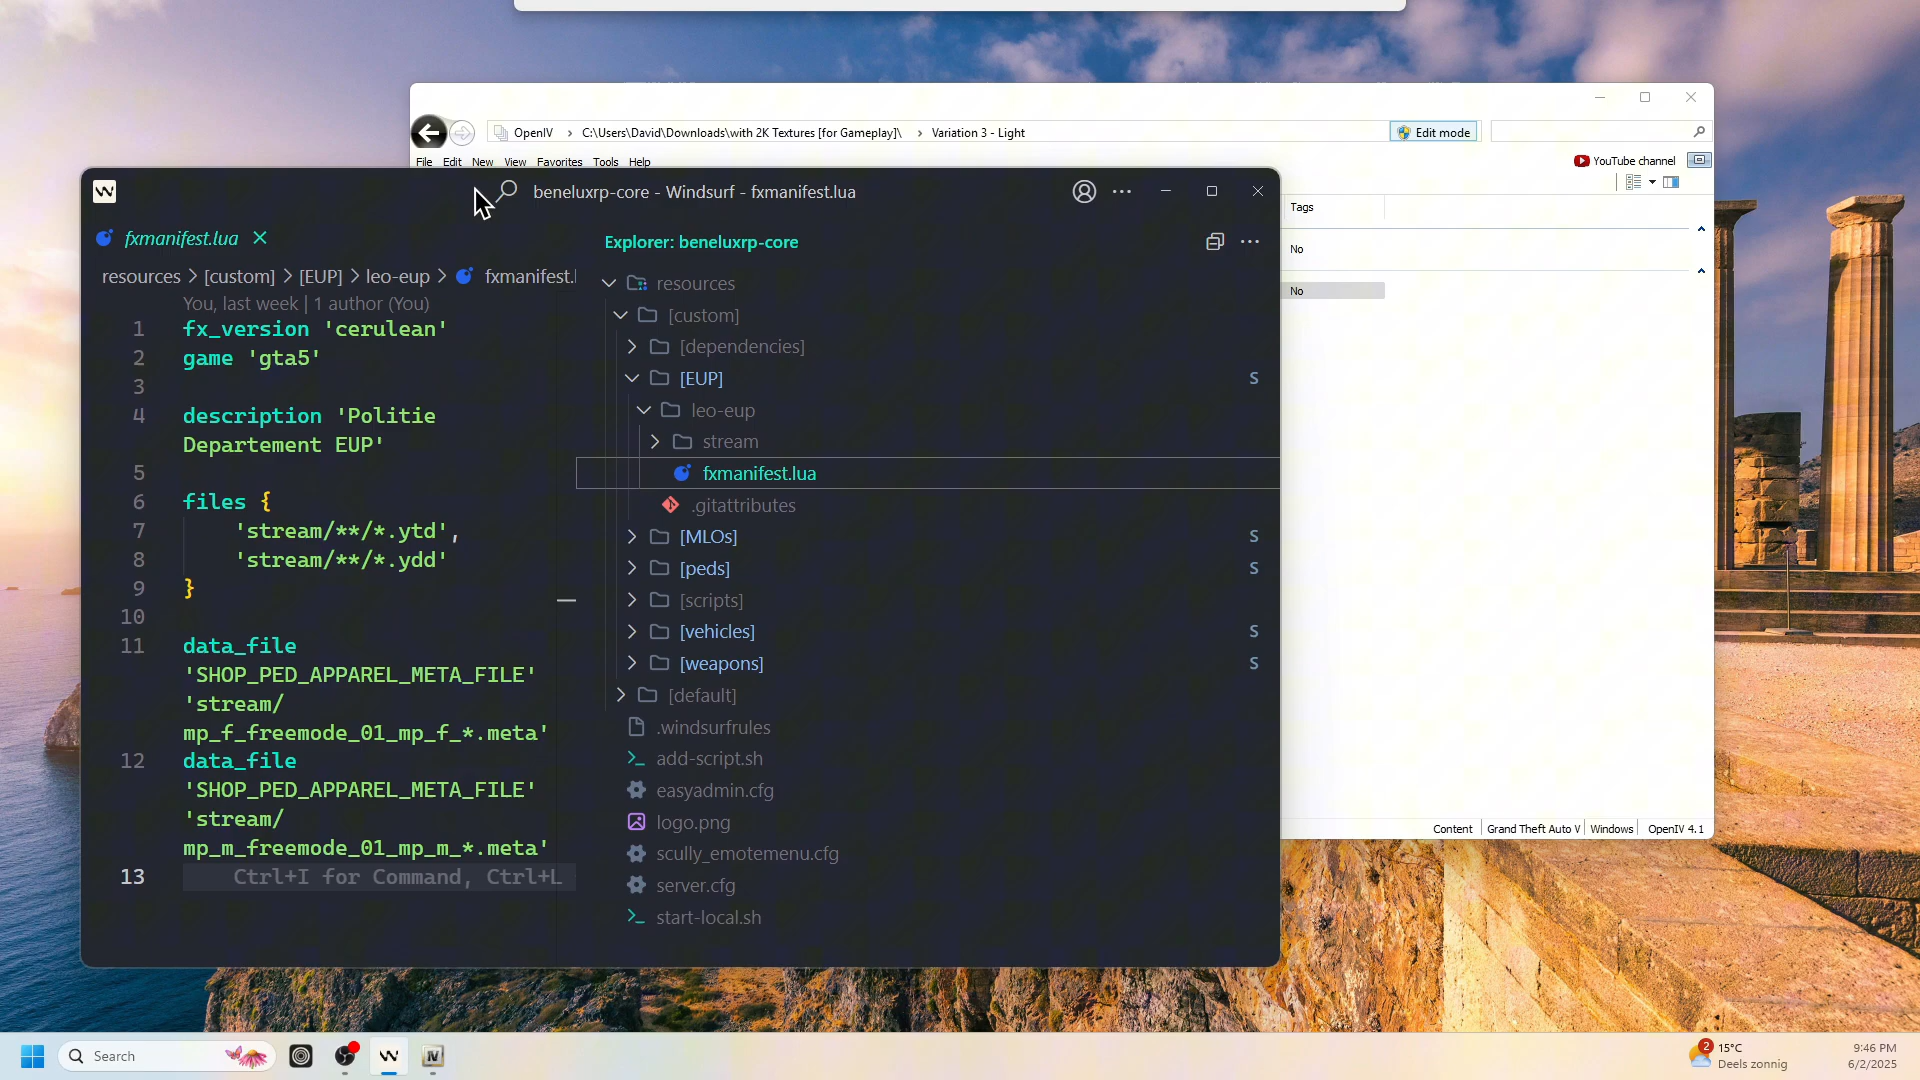 OpenIV > C:\Users\David\Downloads\with 2K Textures [for Gameplay]\ > Variation 3 - Light
Edit mode
File Edit New View Favorites Tools Help
YouTube channel
Tags
No
No
Content Grand Theft Auto V Windows OpenIV 4.1
beneluxrp-core - Windsurf - fxmanifest.lua
fxmanifest.lua
resources > [custom] > [EUP] > leo-eup > fxmanifest.l
You, last week | 1 author (You)
1 fx_version 'cerulean'
2 game 'gta5'
3
4 description 'Politie
Departement EUP'
5
6 files {
7 'stream/**/*.ytd',
8 'stream/**/*.ydd'
9 }
10
11 data_file
'SHOP_PED_APPAREL_META_FILE'
'stream/
mp_f_freemode_01_mp_f_*.meta'
12 data_file
'SHOP_PED_APPAREL_META_FILE'
'stream/
mp_m_freemode_01_mp_m_*.meta'
13 Ctrl+I for Command, Ctrl+L
Explorer: beneluxrp-core
resources
[custom]
[dependencies]
[EUP] S
leo-eup
stream
fxmanifest.lua
.gitattributes
[MLOs] S
[peds] S
[scripts]
[vehicles] S
[weapons] S
[default]
.windsurfrules
add-script.sh
easyadmin.cfg
logo.png
scully_emotemenu.cfg
server.cfg
start-local.sh
Search
2
15°C
Deels zonnig
9:46 PM
6/2/2025